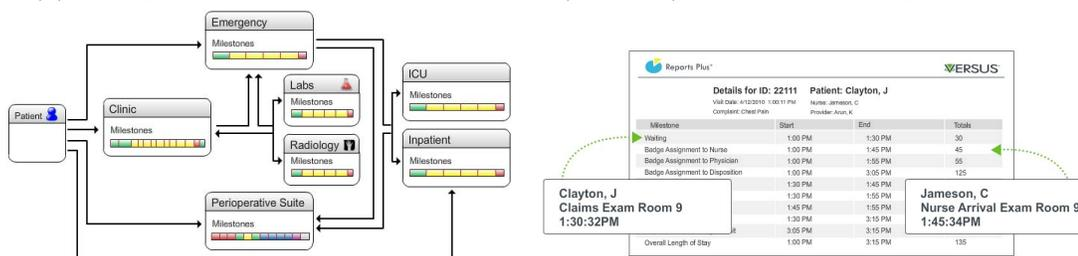 Emergency
Milestones
Patient
Clinic
Milestones
Labs
Milestones
Radiology
Milestones
ICU
Milestones
Inpatient
Milestones
Perioperative Suite
Milestones
Reports Plus
VERSUS
Details for ID: 22111 Patient: Clayton, J
Visit Date: 4/12/2010 1:00:11 PM Nurse: Jameson, C
Complaint: Chest Pain Provider: Arun, K
Milestone Start End Totals
Waiting 1:00 PM 1:30 PM 30
Badge Assignment to Nurse 1:00 PM 1:45 PM 45
Badge Assignment to Physician 1:00 PM 1:55 PM 55
Badge Assignment to Disposition 1:00 PM 3:05 PM 125
1:30 PM 1:45 PM
1:30 PM 1:55 PM
1:45 PM 1:55 PM
1:30 PM 3:15 PM
3:05 PM 3:15 PM
Overall Length of Stay 1:00 PM 3:15 PM 135
Clayton, J
Claims Exam Room 9
1:30:32PM
Jameson, C
Nurse Arrival Exam Room 9
1:45:34PM